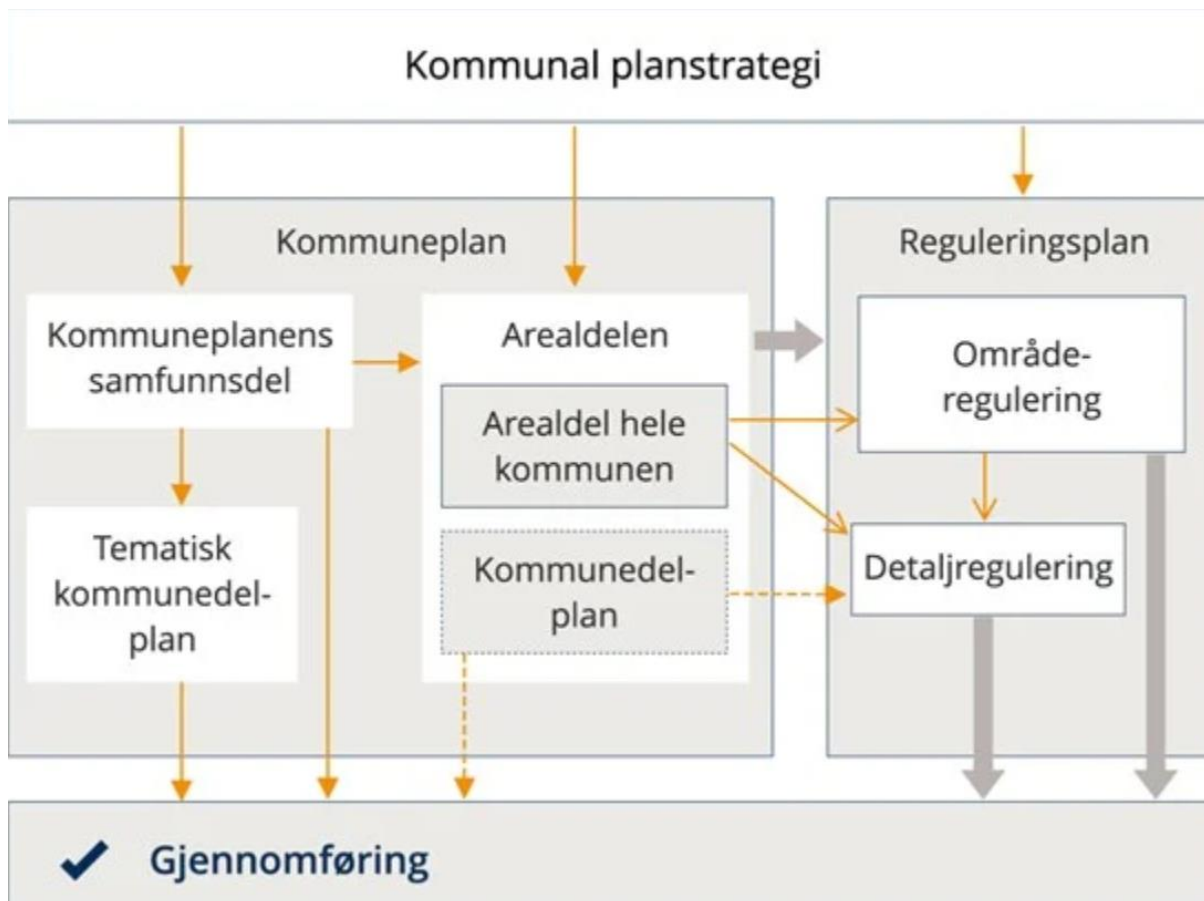 Kommunal planstrategi
Kommuneplan
Reguleringsplan
Kommuneplanens
samfunnsdel
Arealdelen
Område-
regulering
Arealdel hele
kommunen
Tematisk
kommunedel-
plan
Kommunedel-
plan
Detaljregulering
Gjennomføring